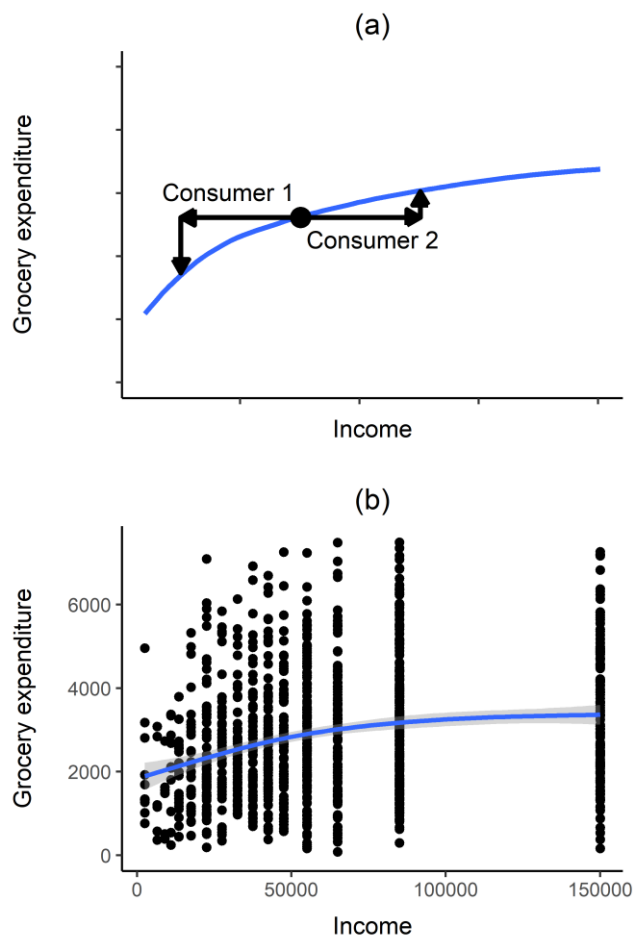 (a)
Grocery expenditure
Consumer 1
Consumer 2
Income
(b)
Grocery expenditure
6000
4000
2000
0
0 50000 100000 150000
Income